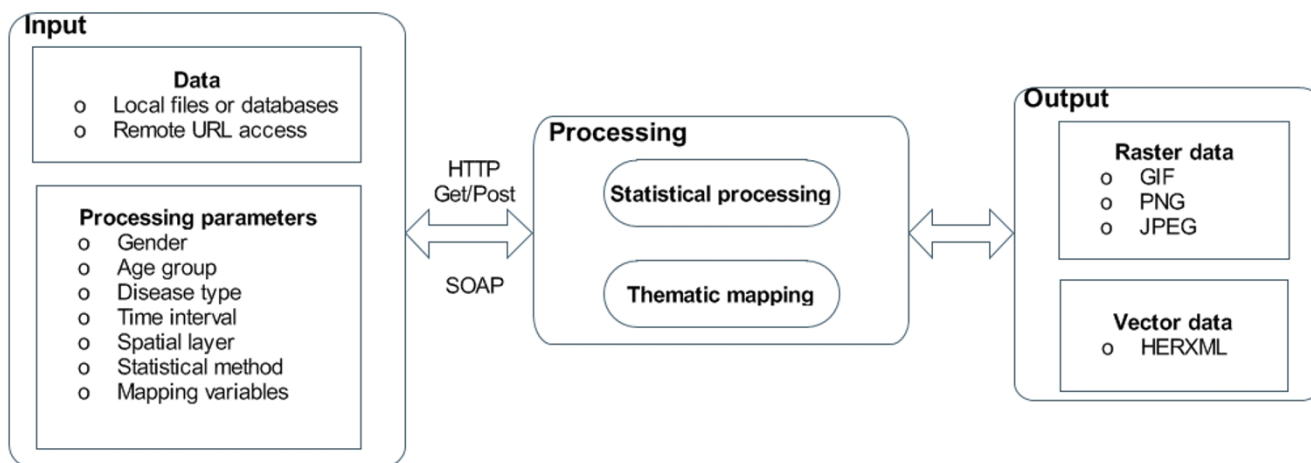 Input
Data
o Local files or databases
o Remote URL access
Processing parameters
o Gender
o Age group
o Disease type
o Time interval
o Spatial layer
o Statistical method
o Mapping variables
HTTP
Get/Post
SOAP
Processing
Statistical processing
Thematic mapping
Output
Raster data
o GIF
o PNG
o JPEG
Vector data
o HERXML